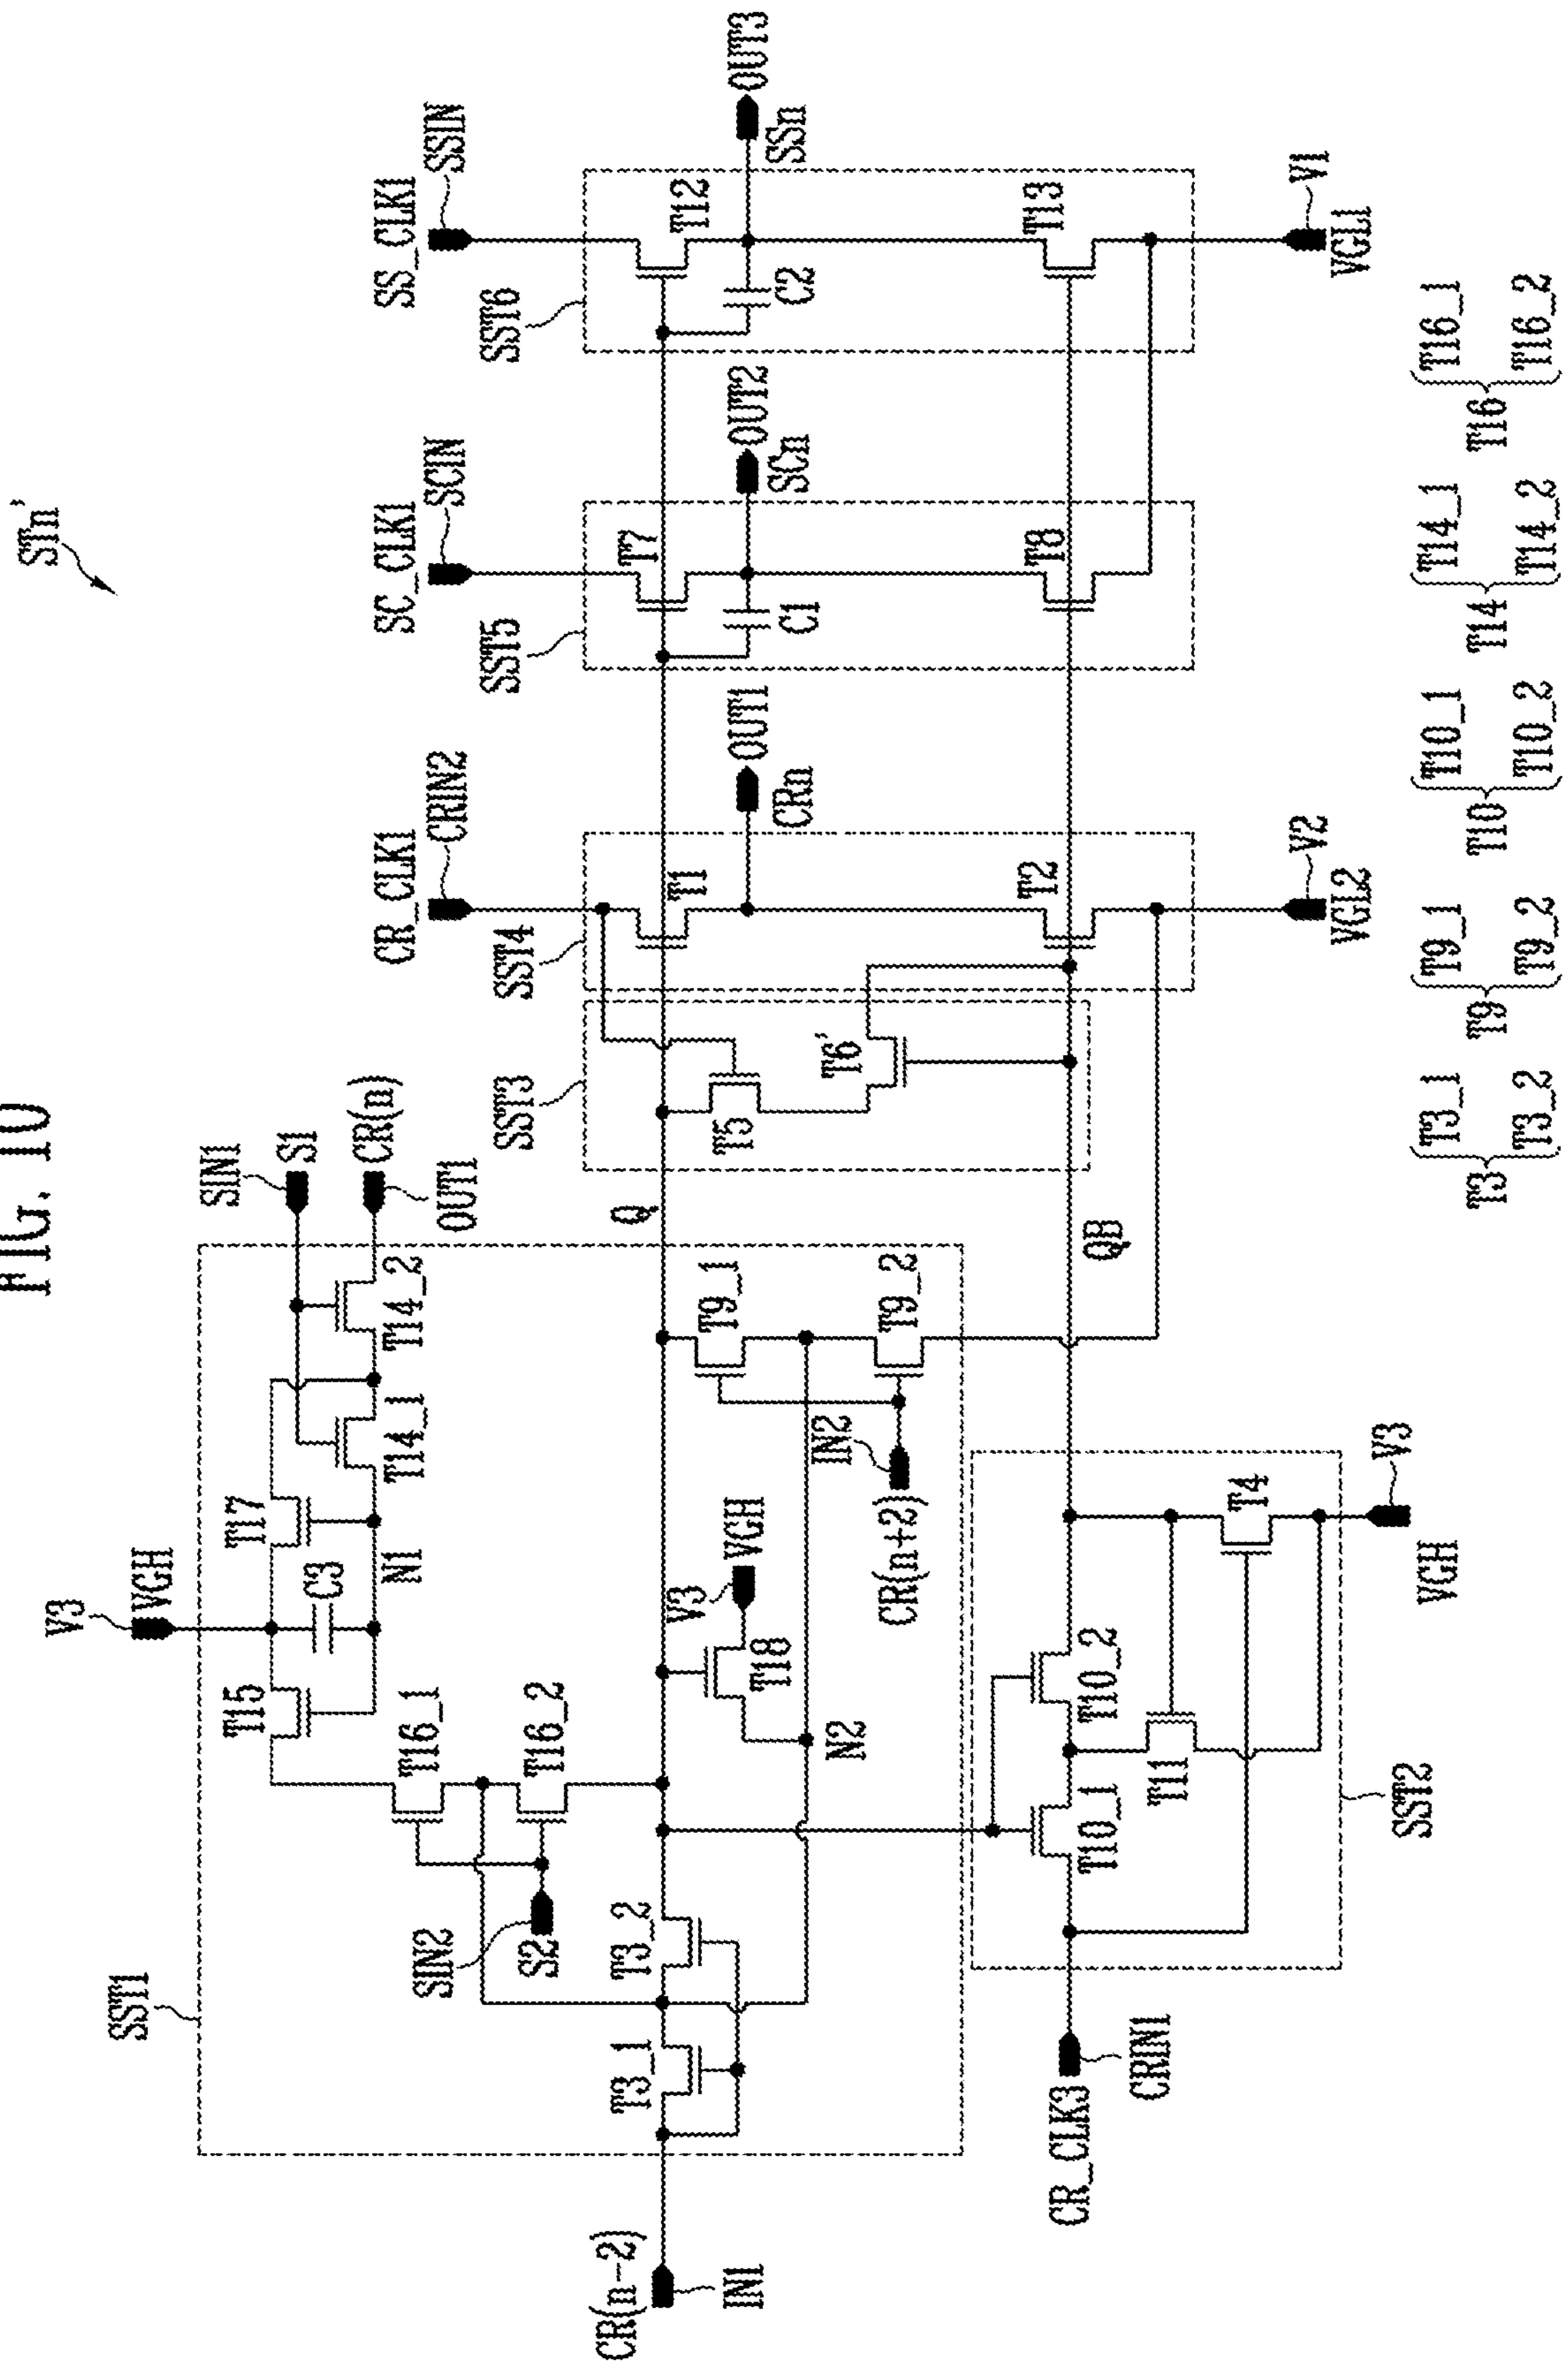 FIG. 10
STn'
SST1
V3
VGH
SIN1
S1
CR(n)
OUT1
T15
C3
T17
N1
T14_1
T14_2
T16_1
T16_2
SIN2
S2
CR(n-2)
IN1
T3_1
T3_2
V3
VGH
T18
N2
T9_1
T9_2
IN2
CR(n+2)
Q
QB
CR_CLK3
CRIN1
T10_1
T10_2
T11
T4
V3
VGH
SST2
SST3
T5
T6'
SST4
CR_CLK1
CRIN2
T1
OUT1
CRn
T2
V2
VGL2
SST5
SC_CLK1
SCIN
T7
C1
OUT2
SCn
T8
SST6
SS_CLK1
SSIN
T12
C2
OUT3
SSn
T13
V1
VGL1
T3
T3_1
T3_2
T9
T9_1
T9_2
T10
T10_1
T10_2
T14
T14_1
T14_2
T16
T16_1
T16_2